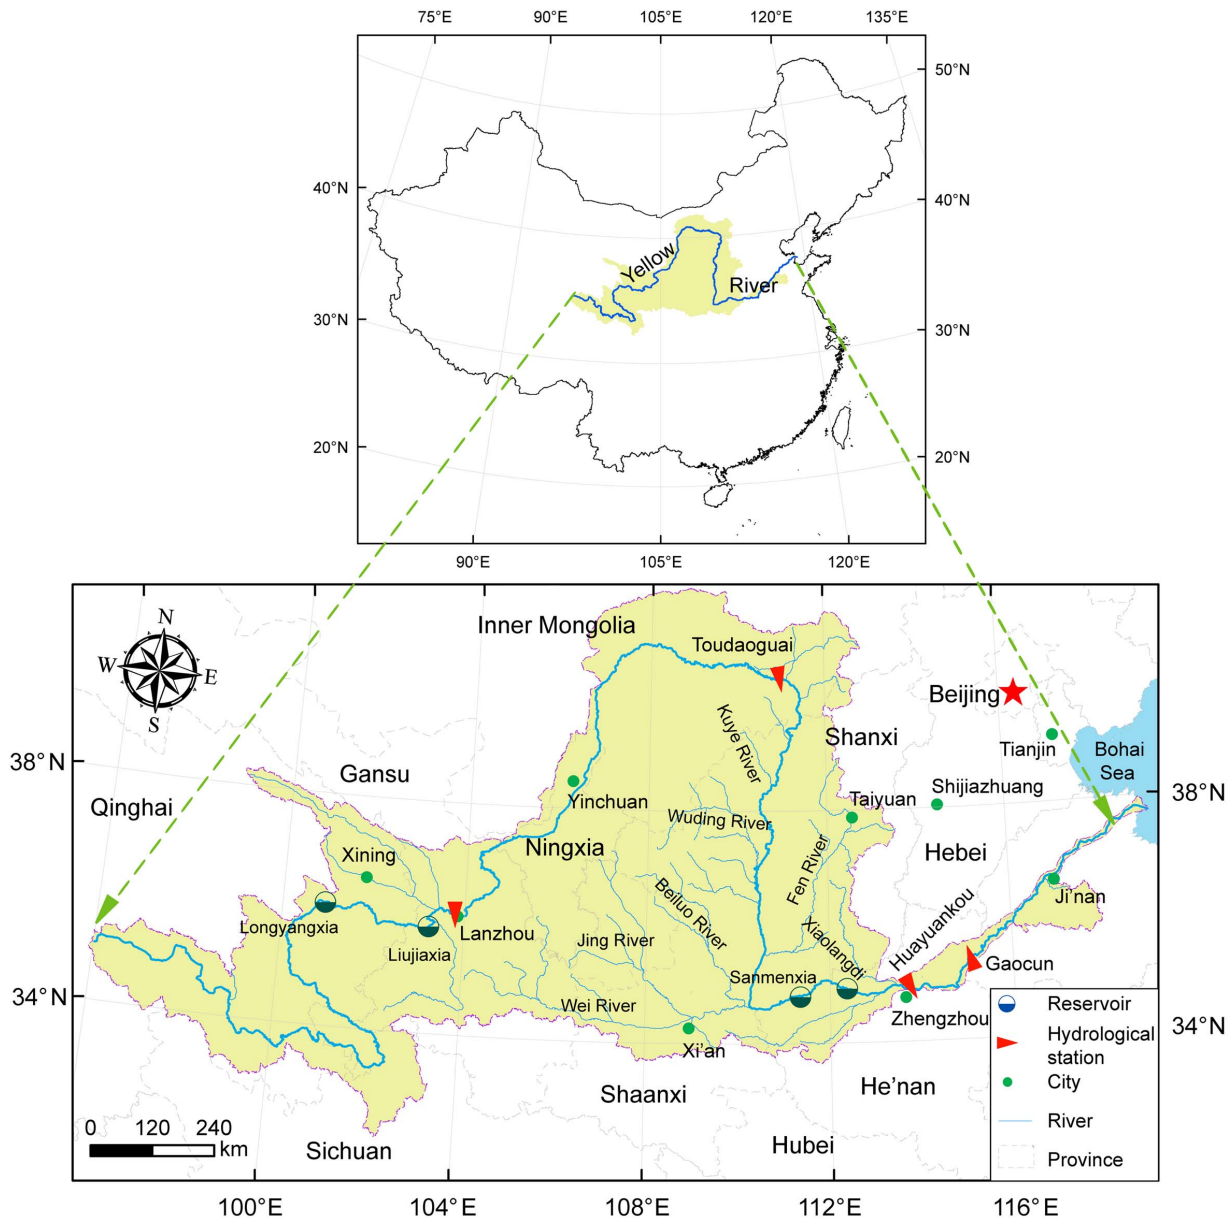 75°E
90°E
105°E
120°E
135°E
50°N
40°N
40°N
Yellow
River
30°N
30°N
20°N
20°N
90°E
105°E
120°E
N
W
E
S
Inner Mongolia
Toudaoguai
Beijing
Kuye River
Shanxi
Tianjin
Bohai
Sea
38°N
Gansu
Shijiazhuang
38°N
Qinghai
Yinchuan
Taiyuan
Wuding River
Ningxia
Hebei
Xining
Fen River
Ji'nan
Beiluo River
Longyangxia
Lanzhou
Jing River
Xiaolangdi
Huayuankou
Liujiaxia
Gaocun
Sanmenxia
34°N
Wei River
Zhengzhou
34°N
Xi'an
Reservoir
Hydrological
station
City
River
Province
Shaanxi
He'nan
0 120 240
km
Sichuan
Hubei
100°E
104°E
108°E
112°E
116°E